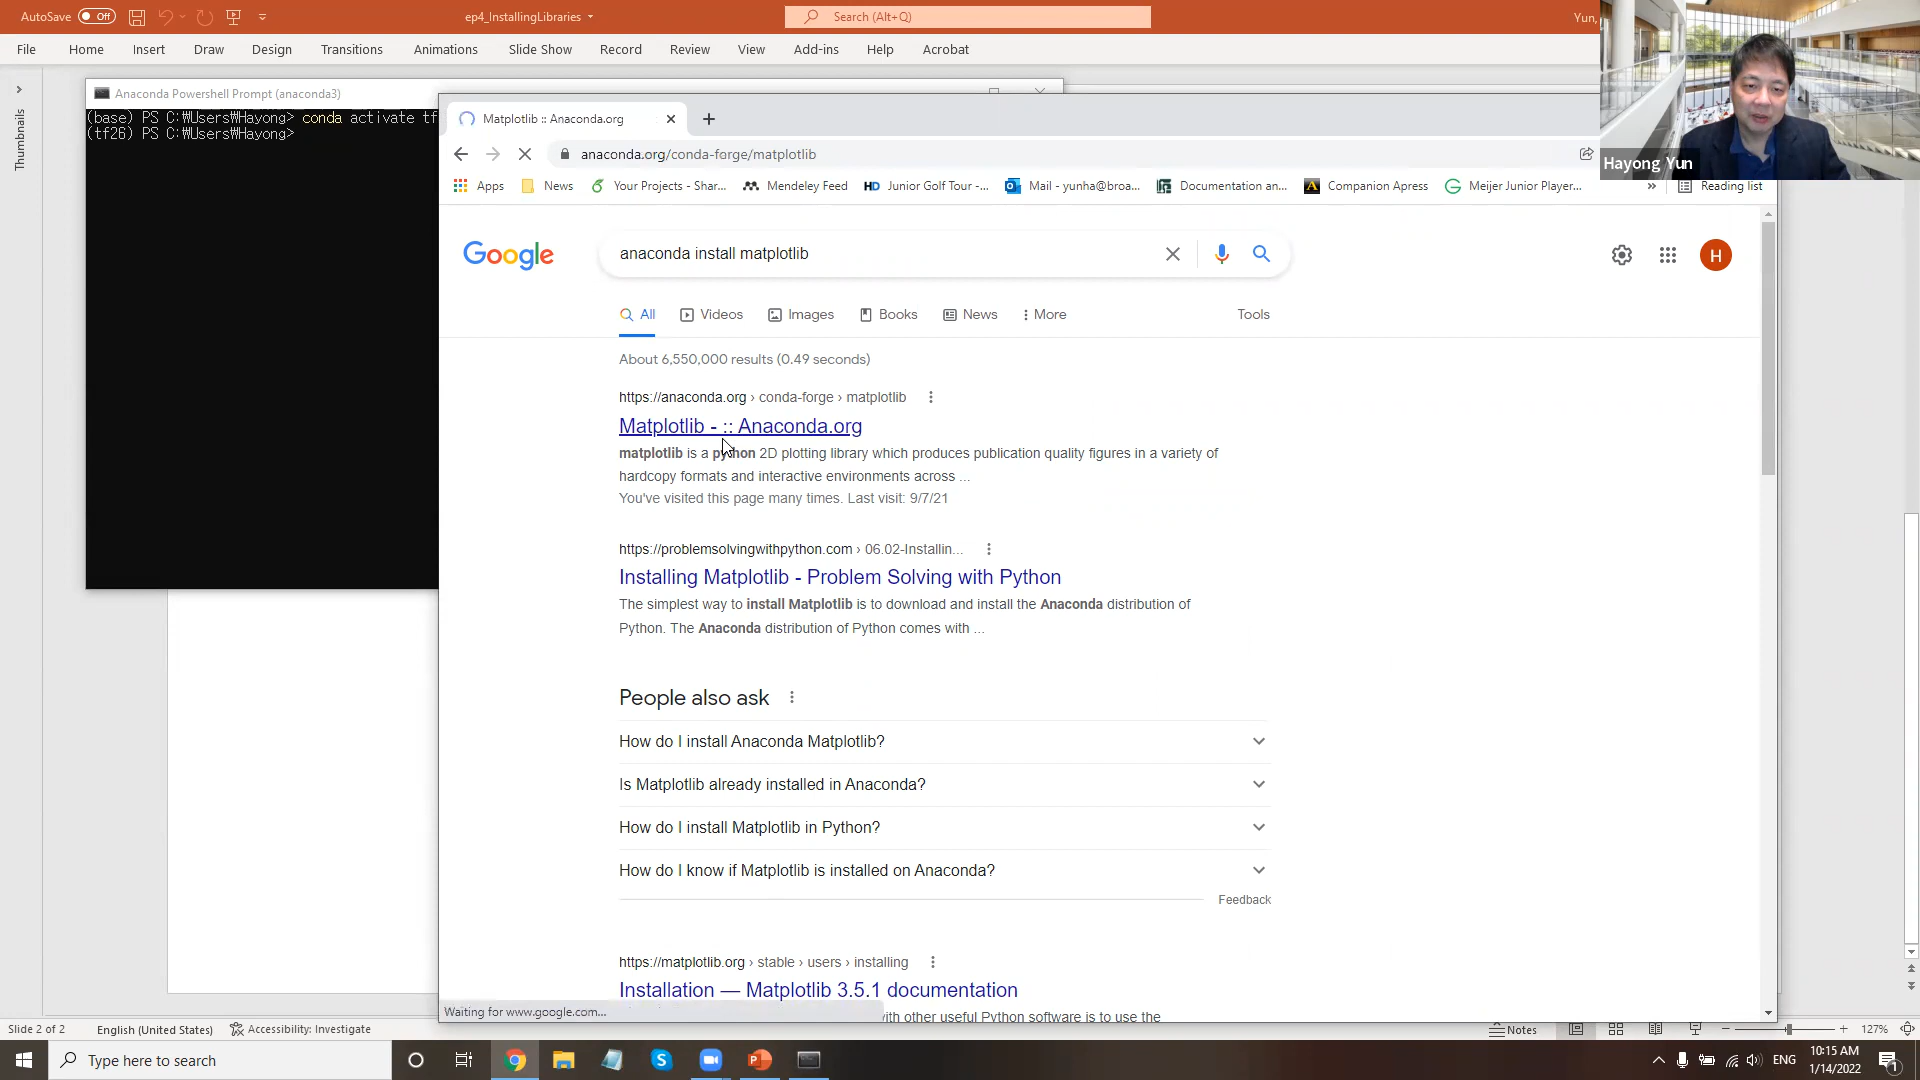 AutoSave Off
ep4_InstallingLibraries
Search (Alt+Q)
Yun,
File Home Insert Draw Design Transitions Animations Slide Show Record Review View Add-ins Help Acrobat
Thumbnails
Hayong Yun
Anaconda Powershell Prompt (anaconda3)
(base) PS C:₩Users₩Hayong> conda activate tf
(tf26) PS C:₩Users₩Hayong>
Matplotlib :: Anaconda.org
anaconda.org/conda-forge/matplotlib
Apps News Your Projects - Shar... Mendeley Feed Junior Golf Tour -... Mail - yunha@broa... Documentation an... Companion Apress Meijer Junior Player... » Reading list
Google
anaconda install matplotlib
H
All Videos Images Books News More Tools
About 6,550,000 results (0.49 seconds)
https://anaconda.org › conda-forge › matplotlib
Matplotlib - :: Anaconda.org
matplotlib is a python 2D plotting library which produces publication quality figures in a variety of
hardcopy formats and interactive environments across ...
You've visited this page many times. Last visit: 9/7/21
https://problemsolvingwithpython.com › 06.02-Installin...
Installing Matplotlib - Problem Solving with Python
The simplest way to install Matplotlib is to download and install the Anaconda distribution of
Python. The Anaconda distribution of Python comes with ...
People also ask
How do I install Anaconda Matplotlib?
Is Matplotlib already installed in Anaconda?
How do I install Matplotlib in Python?
How do I know if Matplotlib is installed on Anaconda?
Feedback
https://matplotlib.org › stable › users › installing
Installation — Matplotlib 3.5.1 documentation
with other useful Python software is to use the
Waiting for www.google.com...
Slide 2 of 2 English (United States) Accessibility: Investigate Notes 127%
Type here to search
ENG
10:15 AM
1/14/2022
1